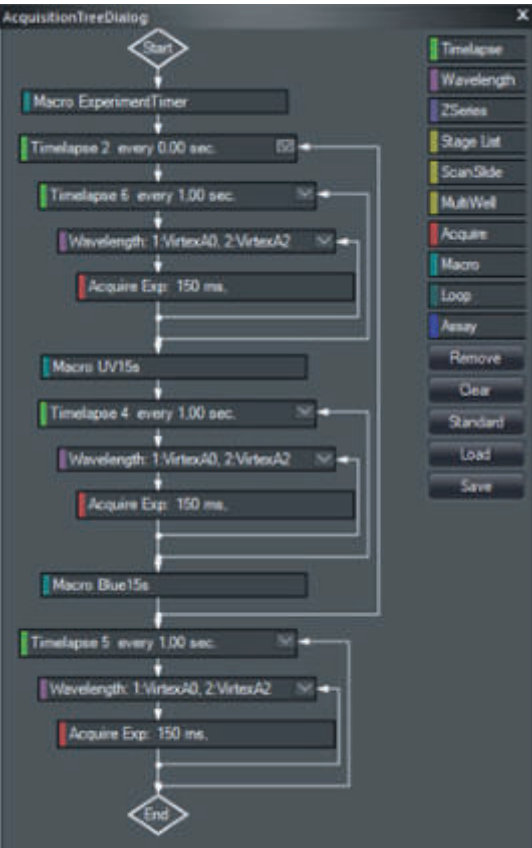 AcquisitionTreeDialog
x
Start
Macro ExperimentTimer
Timelapse 2 every 0.00 sec.
Timelapse 6 every 1.00 sec.
Wavelength: 1:VirtexA0, 2:VirtexA2
Acquire Exp: 150 ms.
Macro UV15s
Timelapse 4 every 1.00 sec.
Wavelength: 1:VirtexA0, 2:VirtexA2
Acquire Exp: 150 ms.
Macro Blue15s
Timelapse 5 every 1.00 sec.
Wavelength: 1:VirtexA0, 2:VirtexA2
Acquire Exp: 150 ms.
End
Timelapse
Wavelength
ZSeries
Stage List
ScanSlide
MultiWell
Acquire
Macro
Loop
Assay
Remove
Clear
Standard
Load
Save